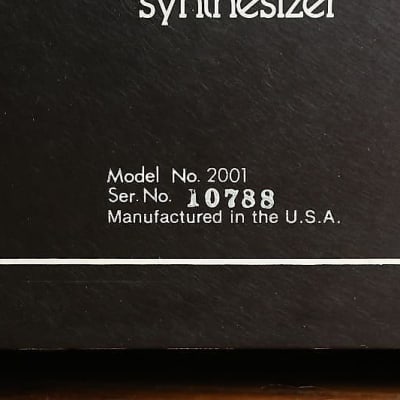 synthesizer
Model No. 2001
Ser. No. 10788
Manufactured in the U.S.A.